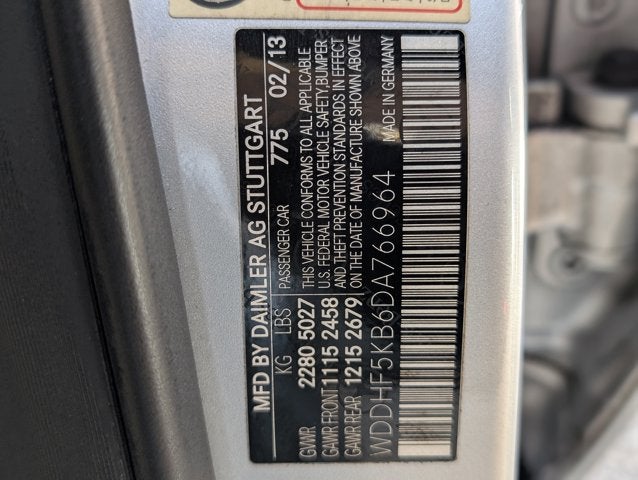 MFD BY DAIMLER AG STUTTGART
KG LBS 775 02/13
GVWR 2280 5027
GAWR FRONT 1115 2458
GAWR REAR 1215 2679
PASSENGER CAR
THIS VEHICLE CONFORMS TO ALL APPLICABLE
U.S. FEDERAL MOTOR VEHICLE SAFETY, BUMPER
AND THEFT PREVENTION STANDARDS IN EFFECT
ON THE DATE OF MANUFACTURE SHOWN ABOVE
WDDHF5KB6DA766964
MADE IN GERMANY